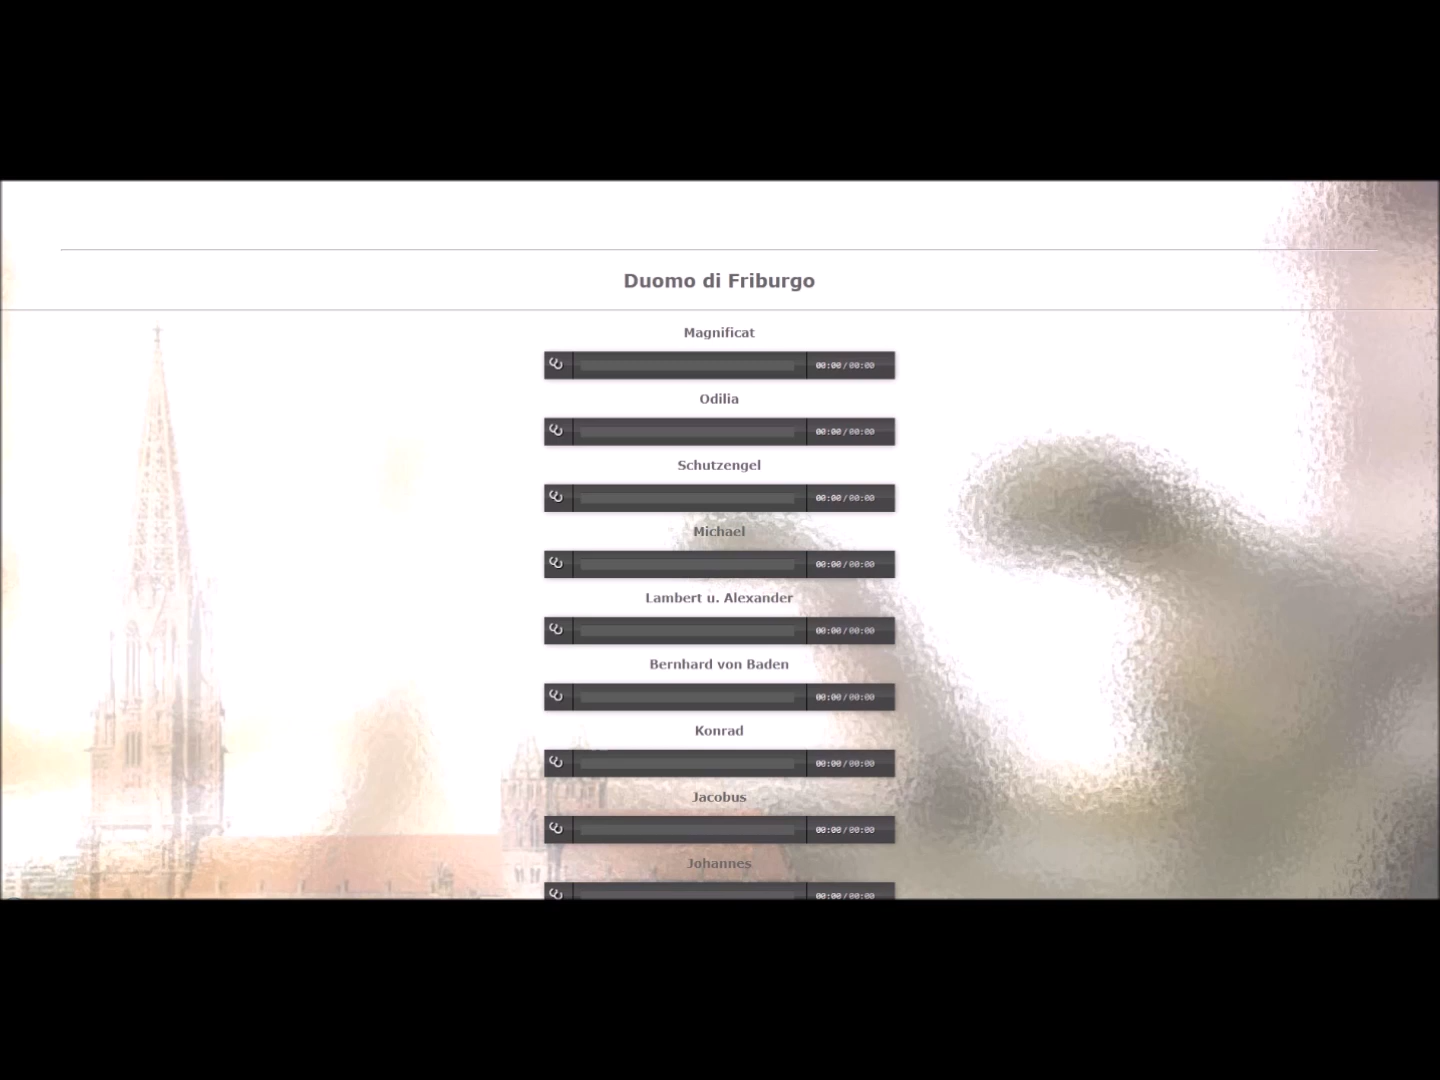 Duomo di Friburgo
Magnificat
00:00/00:00
Odilia
00:00/00:00
Schutzengel
00:00/00:00
Michael
00:00/00:00
Lambert u. Alexander
00:00/00:00
Bernhard von Baden
00:00/00:00
Konrad
00:00/00:00
Jacobus
00:00/00:00
Johannes
00:00/00:00